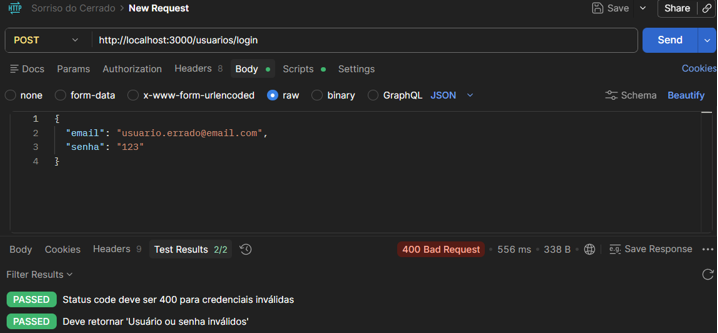 HTTP Sorriso do Cerrado > New Request Save Share
POST http://localhost:3000/usuarios/login Send
Docs Params Authorization Headers 8 Body Scripts Settings Cookies
none form-data x-www-form-urlencoded raw binary GraphQL JSON Schema Beautify
1 {
2 "email": "usuario.errado@email.com",
3 "senha": "123"
4 }
Body Cookies Headers 9 Test Results 2/2 400 Bad Request • 556 ms • 338 B • e.g. Save Response
Filter Results
PASSED Status code deve ser 400 para credenciais inválidas
PASSED Deve retornar 'Usuário ou senha inválidos'